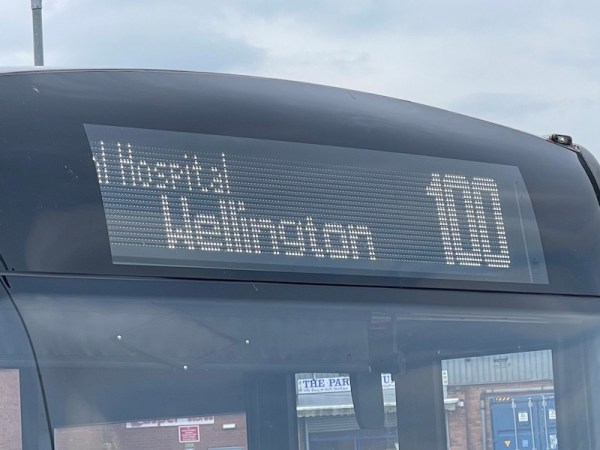 l Hospital
Wellington
100
THE PAR